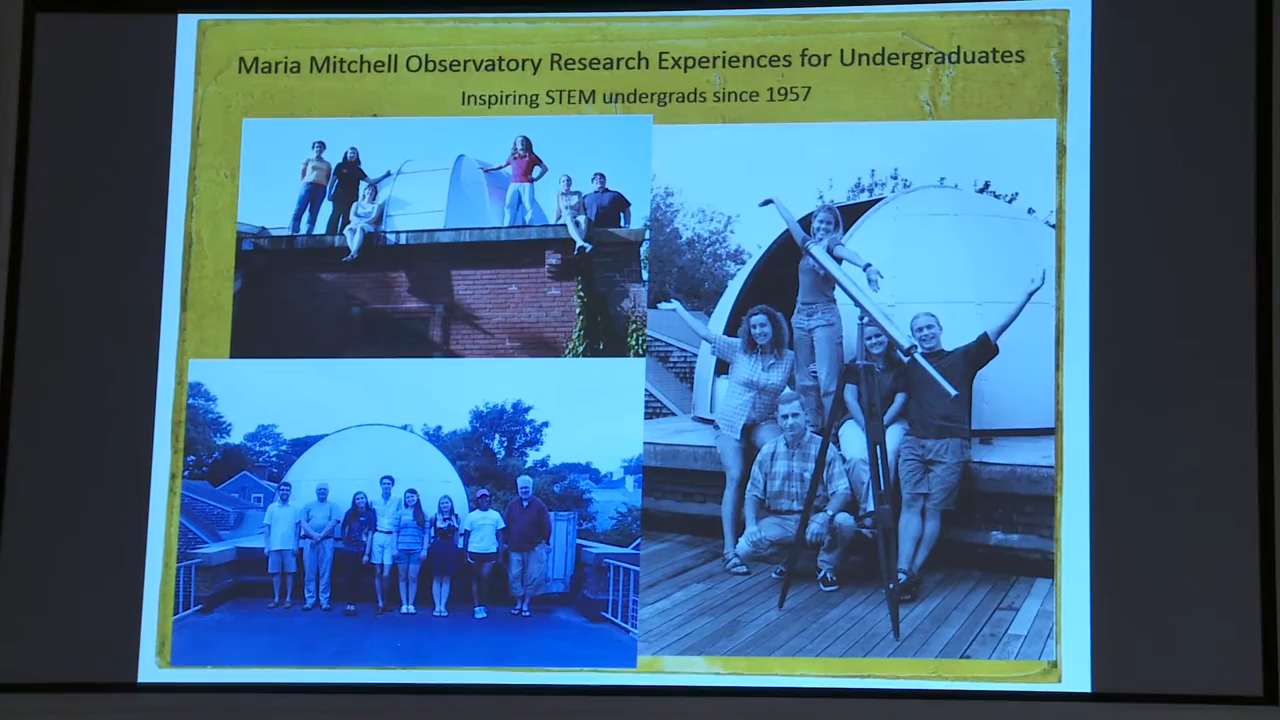 Maria Mitchell Observatory Research Experiences for Undergraduates
Inspiring STEM undergrads since 1957